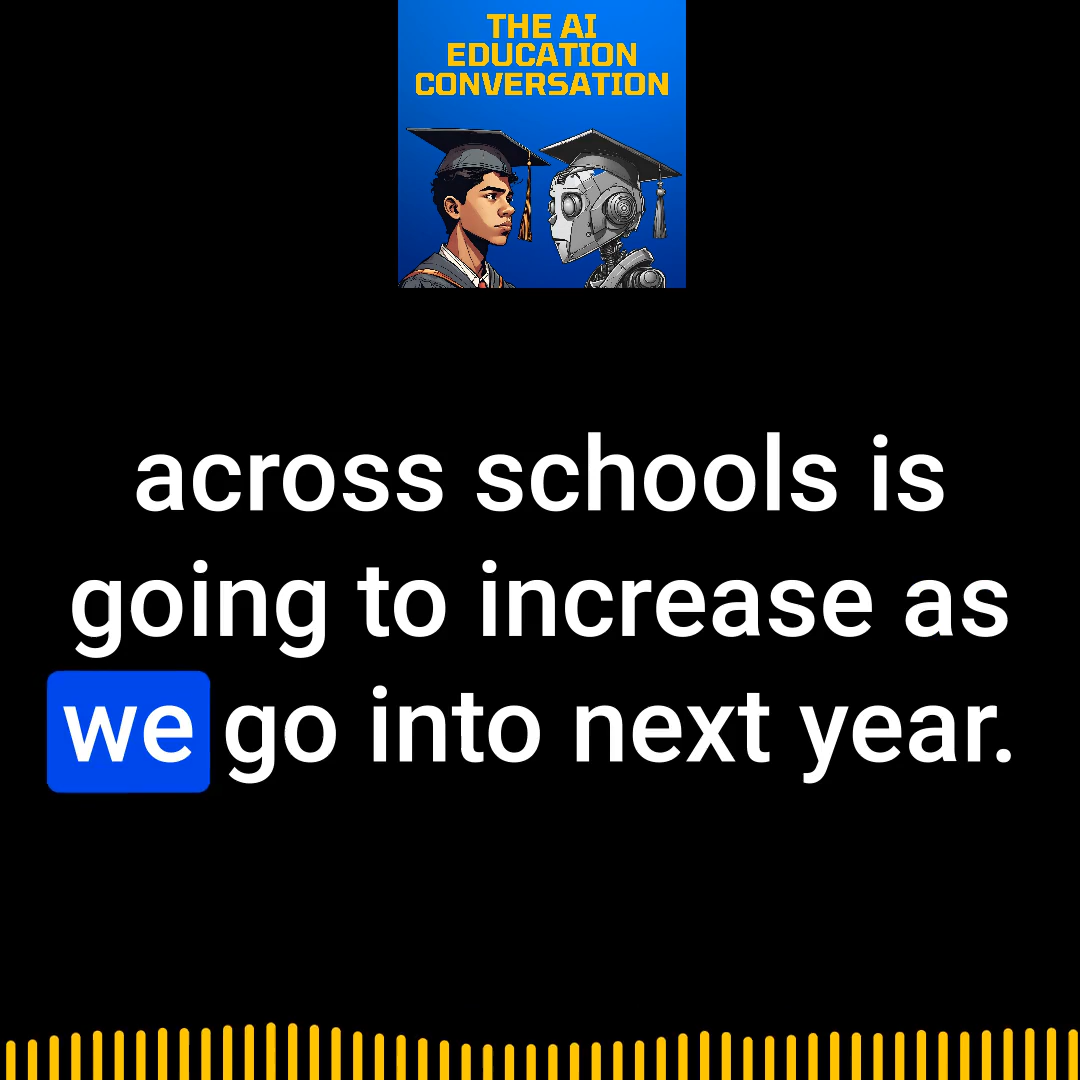 THE AI
EDUCATION
CONVERSATION
across schools is
going to increase as
we go into next year.